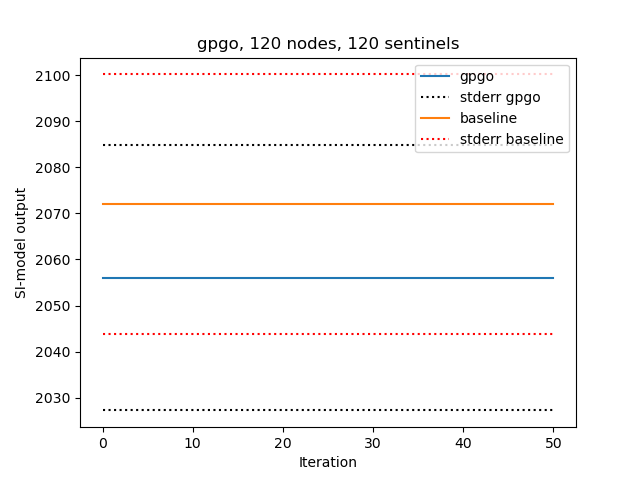 gpgo, 120 nodes, 120 sentinels
gpgo
stderr gpgo
baseline
stderr baseline
SI-model output
2100
2090
2080
2070
2060
2050
2040
2030
0 10 20 30 40 50
Iteration